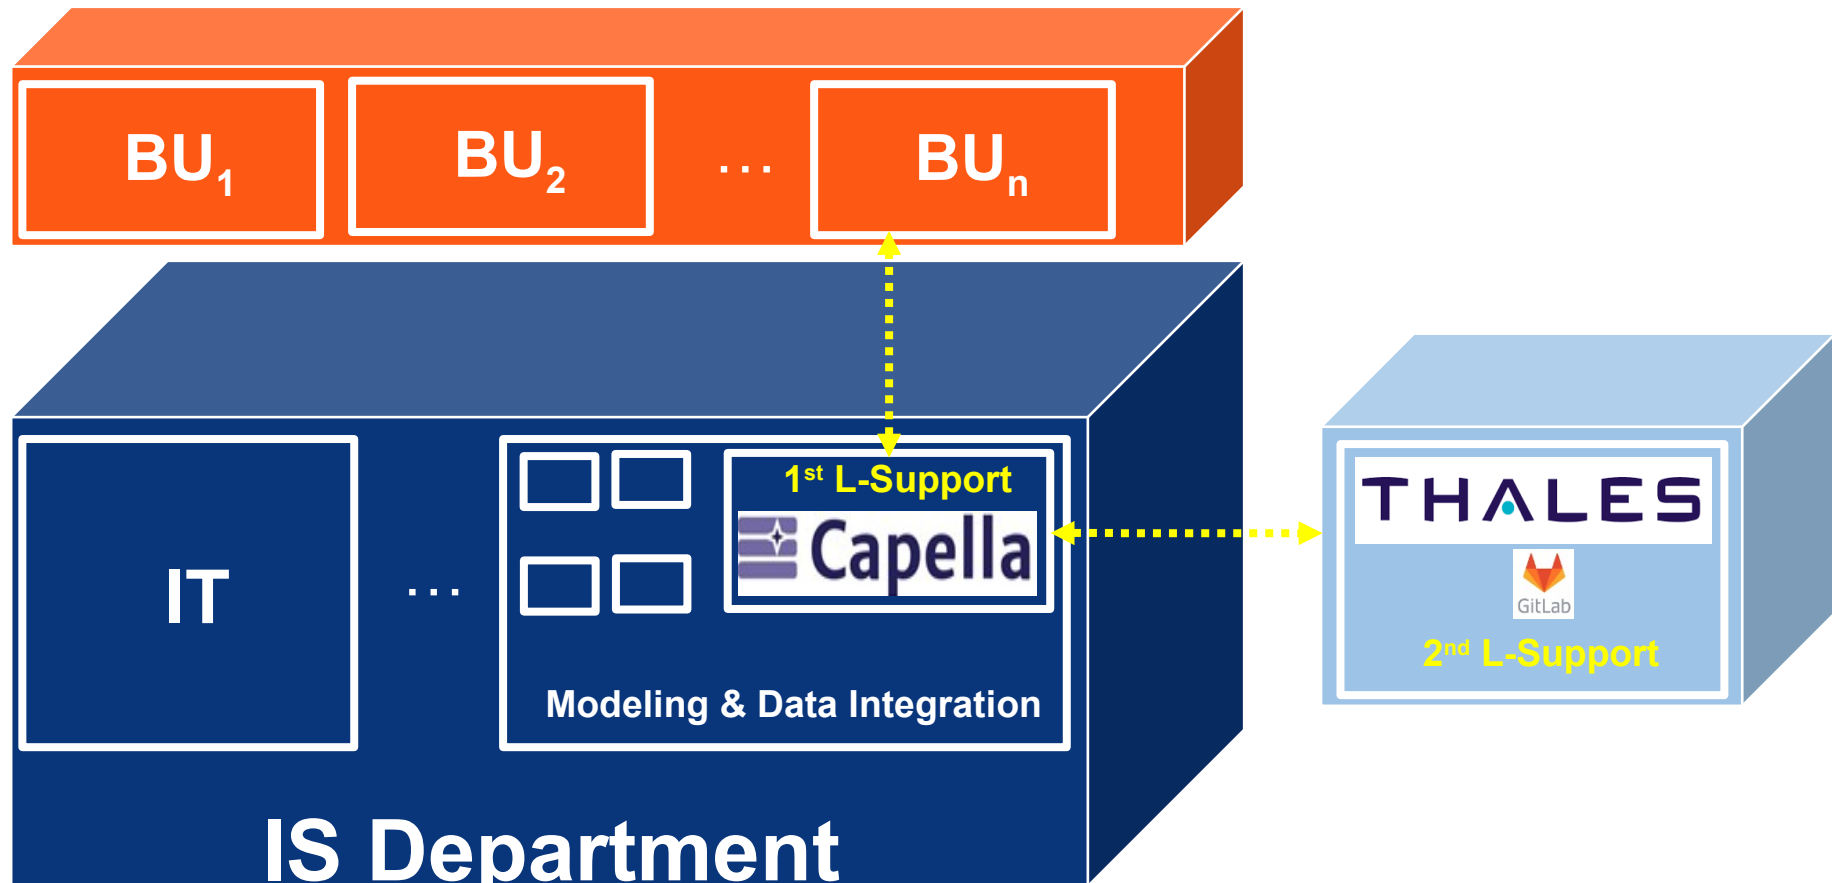 BU1 BU2 ... BUn
1st L-Support
Capella
IT ...
Modeling & Data Integration
IS Department
THALES
GitLab
2nd L-Support